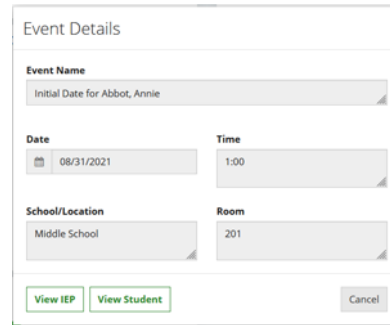 Event Details
Event Name
Initial Date for Abbot, Annie
Date
Time
08/31/2021
1:00
School/Location
Room
Middle School
201
View IEP
View Student
Cancel